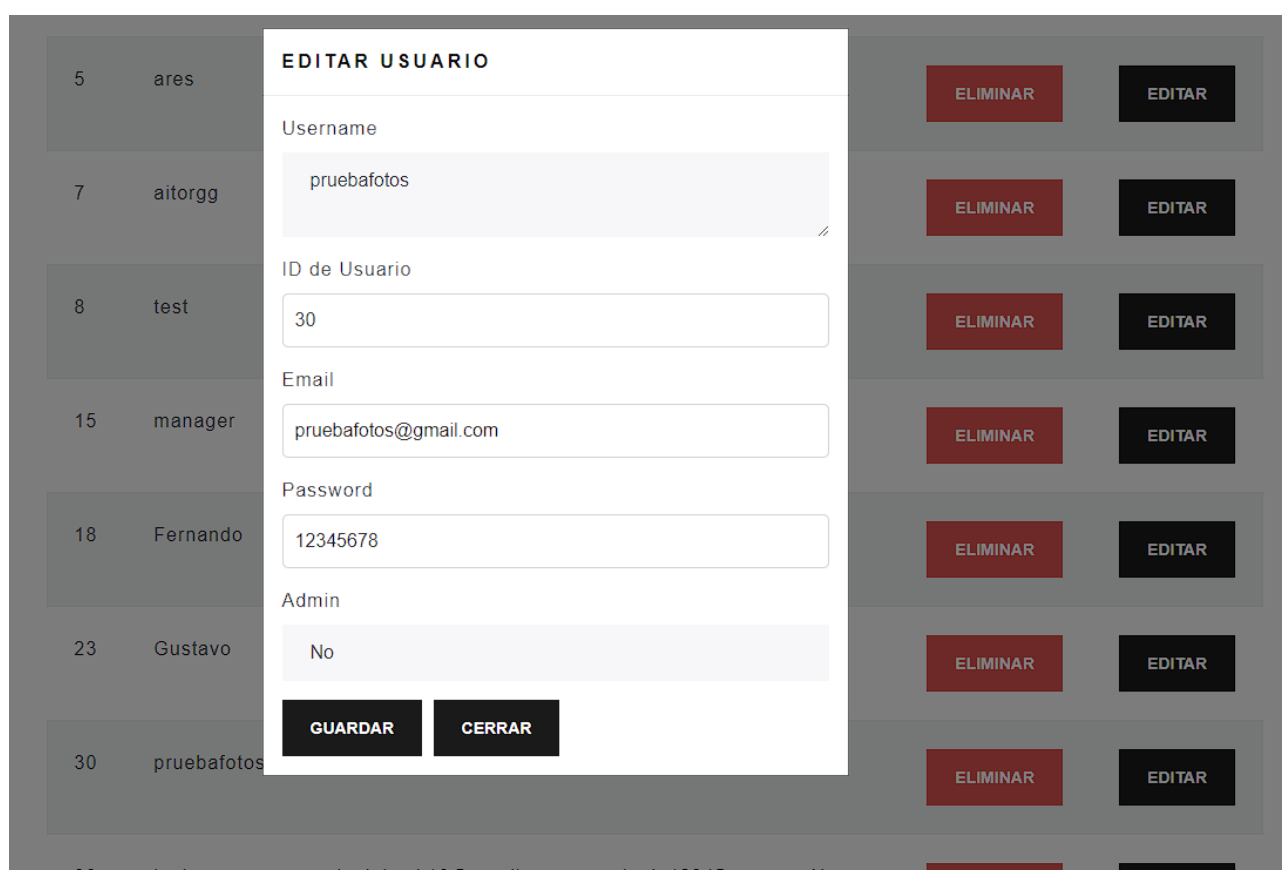 EDITAR USUARIO
5 ares ELIMINAR EDITAR
Username
pruebafotos
7 aitorgg ELIMINAR EDITAR
ID de Usuario
8 test ELIMINAR EDITAR
30
Email
15 manager ELIMINAR EDITAR
pruebafotos@gmail.com
Password
18 Fernando ELIMINAR EDITAR
12345678
Admin
23 Gustavo ELIMINAR EDITAR
No
GUARDAR CERRAR
30 pruebafotos ELIMINAR EDITAR